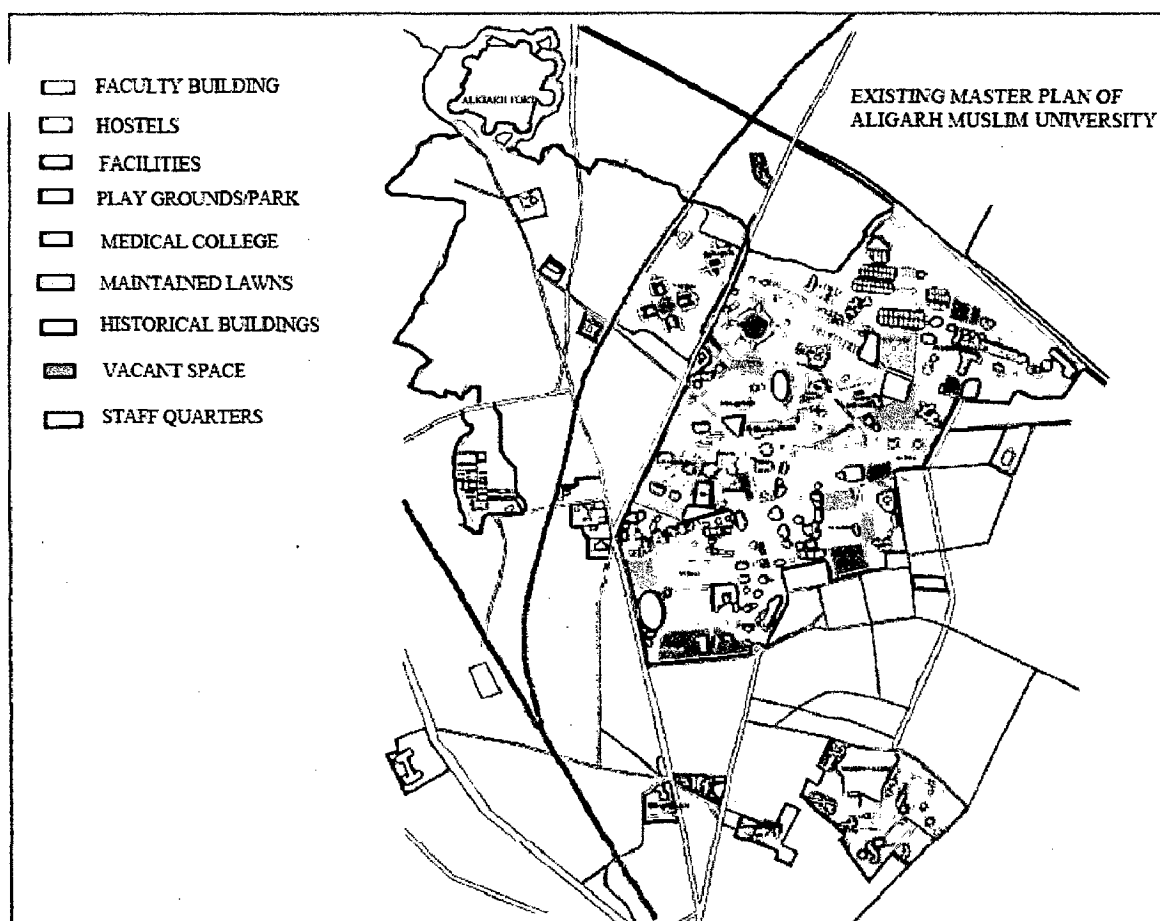 FACULTY BUILDING
HOSTELS
FACILITIES
PLAY GROUNDS/PARK
MEDICAL COLLEGE
MAINTAINED LAWNS
HISTORICAL BUILDINGS
VACANT SPACE
STAFF QUARTERS
ALIGARH FORT
EXISTING MASTER PLAN OF
ALIGARH MUSLIM UNIVERSITY